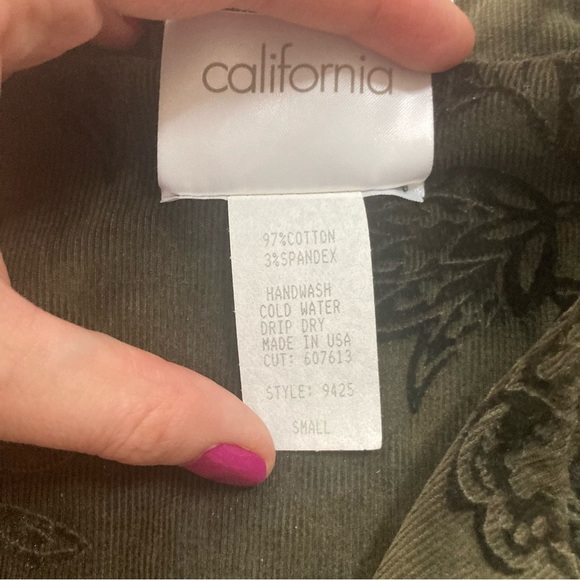 california
97%COTTON
3%SPANDEX
HANDWASH
COLD WATER
DRIP DRY
MADE IN USA
CUT: 607613
STYLE: 9425
SMALL